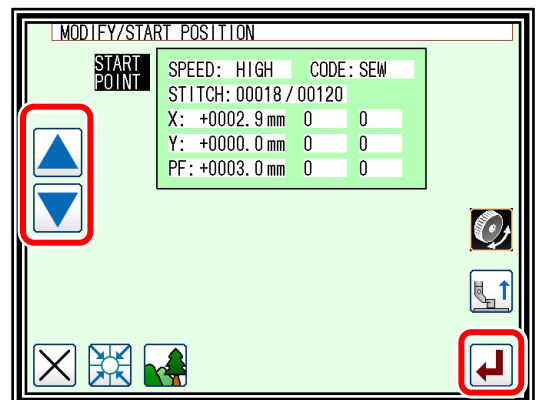 MODIFY/START POSITION
START
POINT
SPEED: HIGH CODE: SEW
STITCH: 00018 / 00120
X: +0002.9 mm 0 0
Y: +0000.0 mm 0 0
PF: +0003.0 mm 0 0